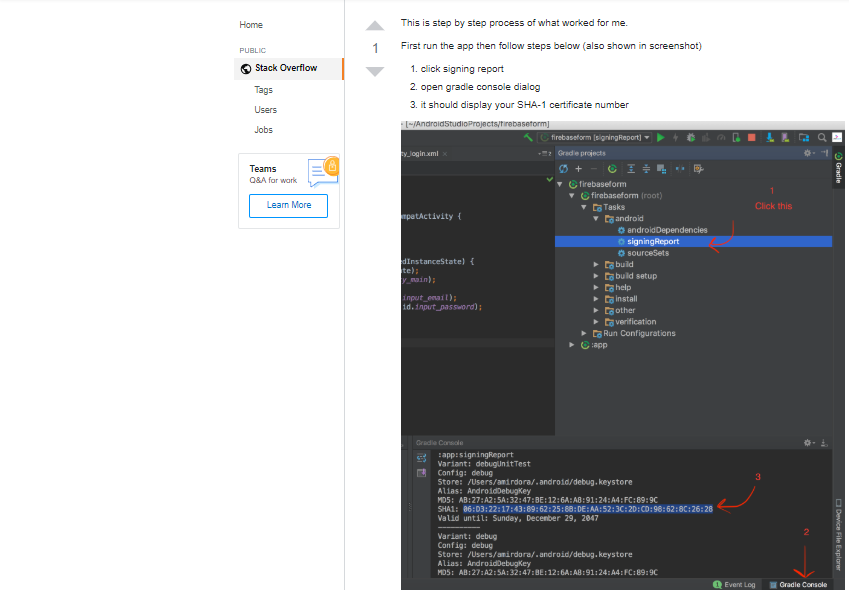 Home
PUBLIC
Stack Overflow
Tags
Users
Jobs
Teams
Q&A for work
Learn More
1
This is step by step process of what worked for me.
First run the app then follow steps below (also shown in screenshot)
1. click signing report
2. open gradle console dialog
3. it should display your SHA-1 certificate number
- [~/AndroidStudioProjects/firebaseform]
firebaseform [signingReport]
ty_login.xml
Gradle projects
Gradle
firebaseform
firebaseform (root)
Tasks
android
androidDependencies
signingReport
sourceSets
build
build setup
help
install
other
verification
Run Configurations
:app
1
Click this
ompatActivity {
edInstanceState) {
te);
y_main);
input_email);
id.input_password);
Gradle Console
:app:signingReport
Variant: debugUnitTest
Config: debug
Store: /Users/amirdora/.android/debug.keystore
Alias: AndroidDebugKey
MD5: AB:27:A2:5A:32:47:BE:12:6A:A8:91:24:A4:FC:89:9C
SHA1: 06:D3:22:17:43:89:62:25:8B:DE:AA:52:3C:2D:CD:98:62:8C:26:28
Valid until: Sunday, December 29, 2047
----------
Variant: debug
Config: debug
Store: /Users/amirdora/.android/debug.keystore
Alias: AndroidDebugKey
MD5: AB:27:A2:5A:32:47:BE:12:6A:A8:91:24:A4:FC:89:9C
3
2
Device File Explorer
Event Log
Gradle Console